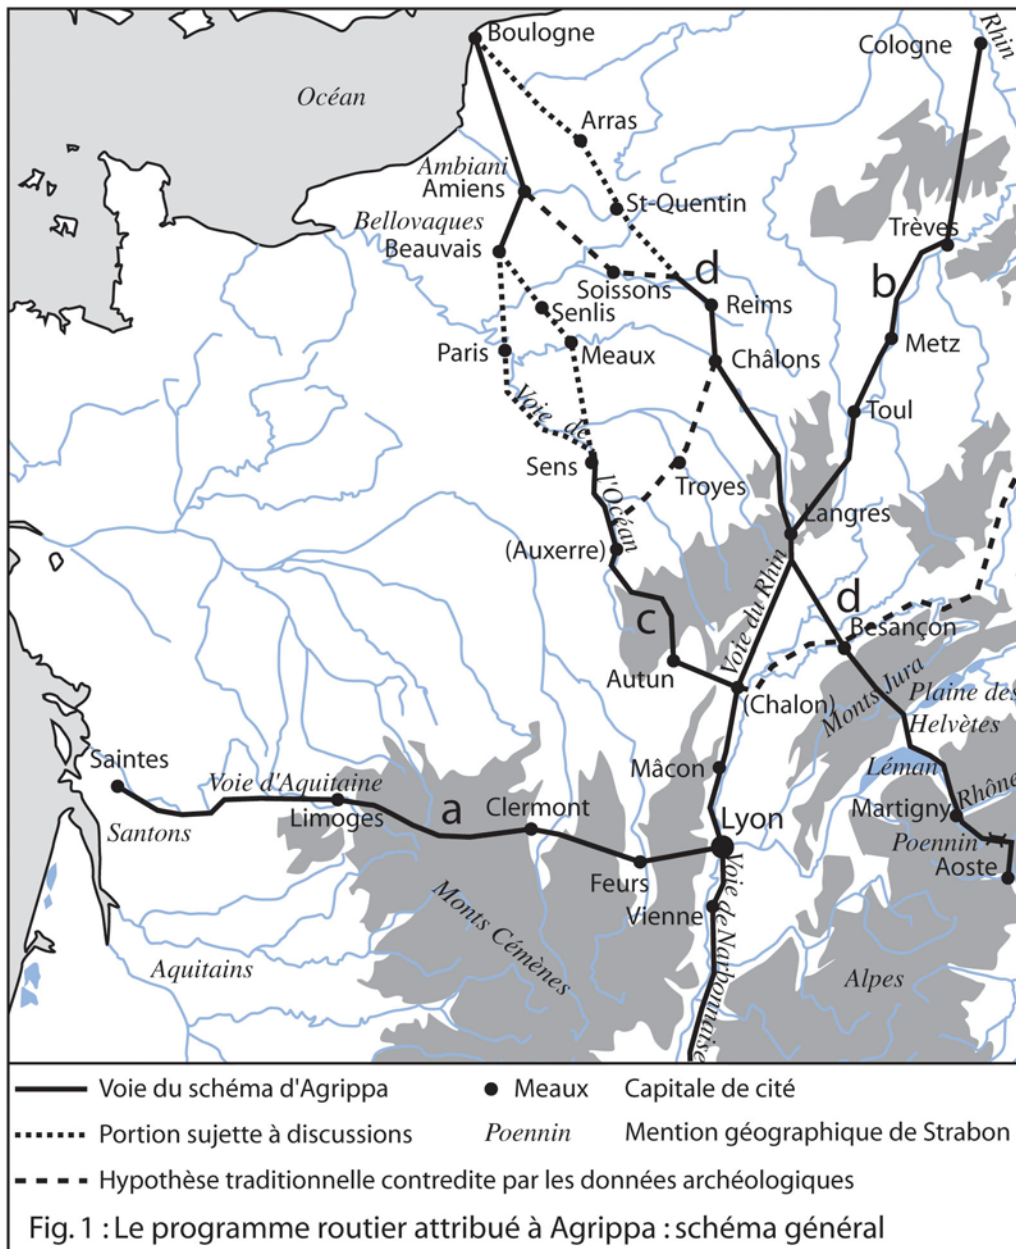 Boulogne
Cologne
Rhin
Océan
Arras
Ambiani
Amiens
St-Quentin
Bellovaques
Beauvais
Trèves
d
b
Soissons
Senlis
Reims
Paris
Meaux
Châlons
Metz
Voie de l'Océan
Toul
Sens
Troyes
Langres
(Auxerre)
Voie du Rhin
d
c
Besançon
Autun
(Chalon)
Monts Jura
Plaine des
Helvètes
Saintes
Mâcon
Léman
Voie d'Aquitaine
Limoges
a
Clermont
Lyon
Martigny
Rhône
Santons
Poennin
Aoste
Feurs
Vienne
Voie de Narbonnaise
Monts Cémènes
Aquitains
Alpes
Voie du schéma d'Agrippa
Meaux Capitale de cité
Portion sujette à discussions
Poennin Mention géographique de Strabon
Hypothèse traditionnelle contredite par les données archéologiques
Fig. 1 : Le programme routier attribué à Agrippa : schéma général